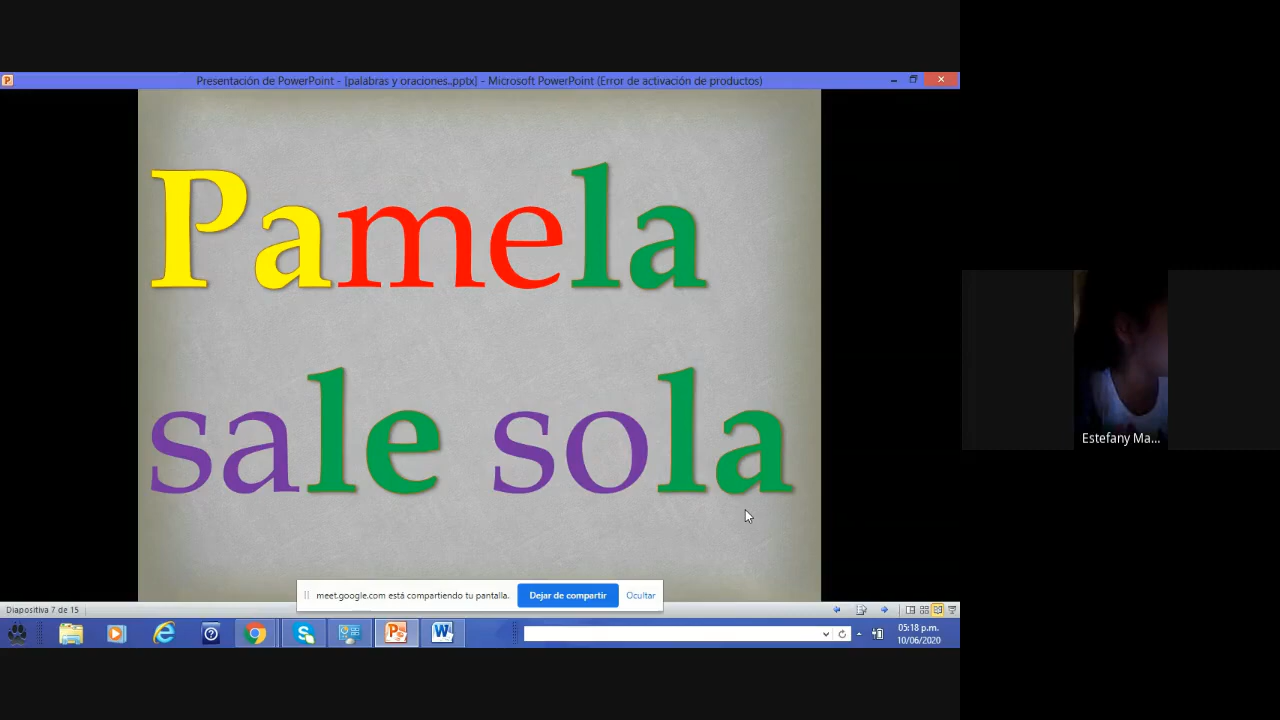 Presentación de PowerPoint - [palabras y oraciones..pptx] - Microsoft PowerPoint (Error de activación de productos)
Pamela
sale sola
Estefany Ma...
meet.google.com está compartiendo tu pantalla.
Dejar de compartir
Ocultar
Diapositiva 7 de 15
05:18 p.m.
10/06/2020